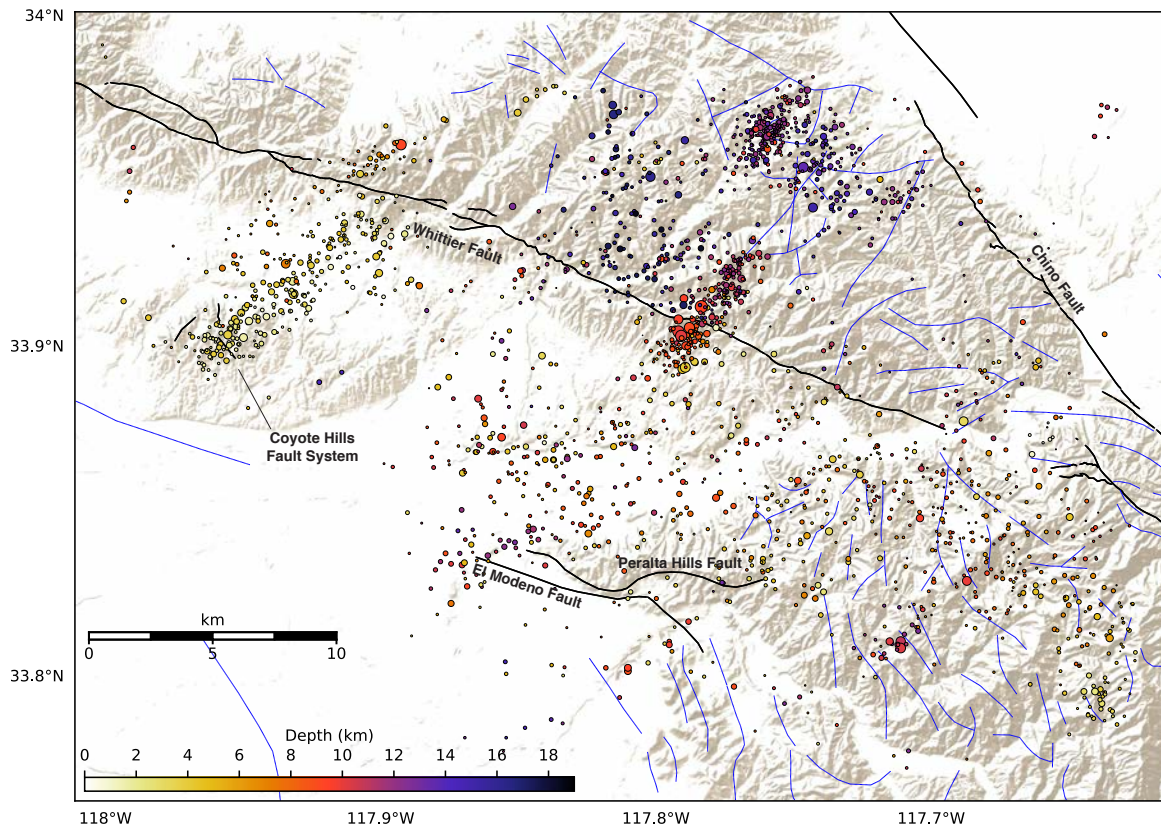 34°N
Whittier Fault
Chino Fault
33.9°N
Coyote Hills
Fault System
Peralta Hills Fault
El Modeno Fault
km
0 5 10
33.8°N
Depth (km)
0 2 4 6 8 10 12 14 16 18
118°W 117.9°W 117.8°W 117.7°W